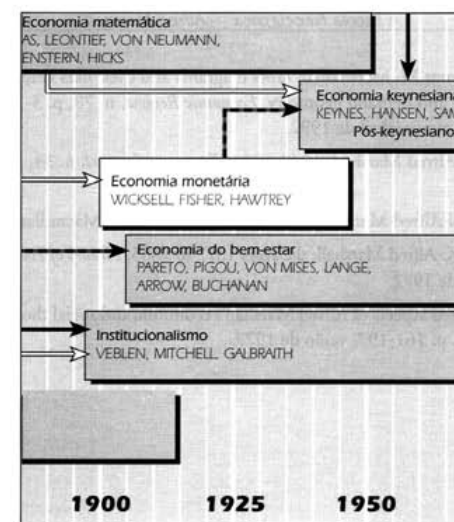 Economia matemática
AS, LEONTIEF, VON NEUMANN,
ENSTERN, HICKS
Economia keynesiana
KEYNES, HANSEN, SAM
Pós-keynesiano
Economia monetária
WICKSELL, FISHER, HAWTREY
Economia do bem-estar
PARETO, PIGOU, VON MISES, LANGE,
ARROW, BUCHANAN
Institucionalismo
VEBLEN, MITCHELL, GALBRAITH
1900 1925 1950